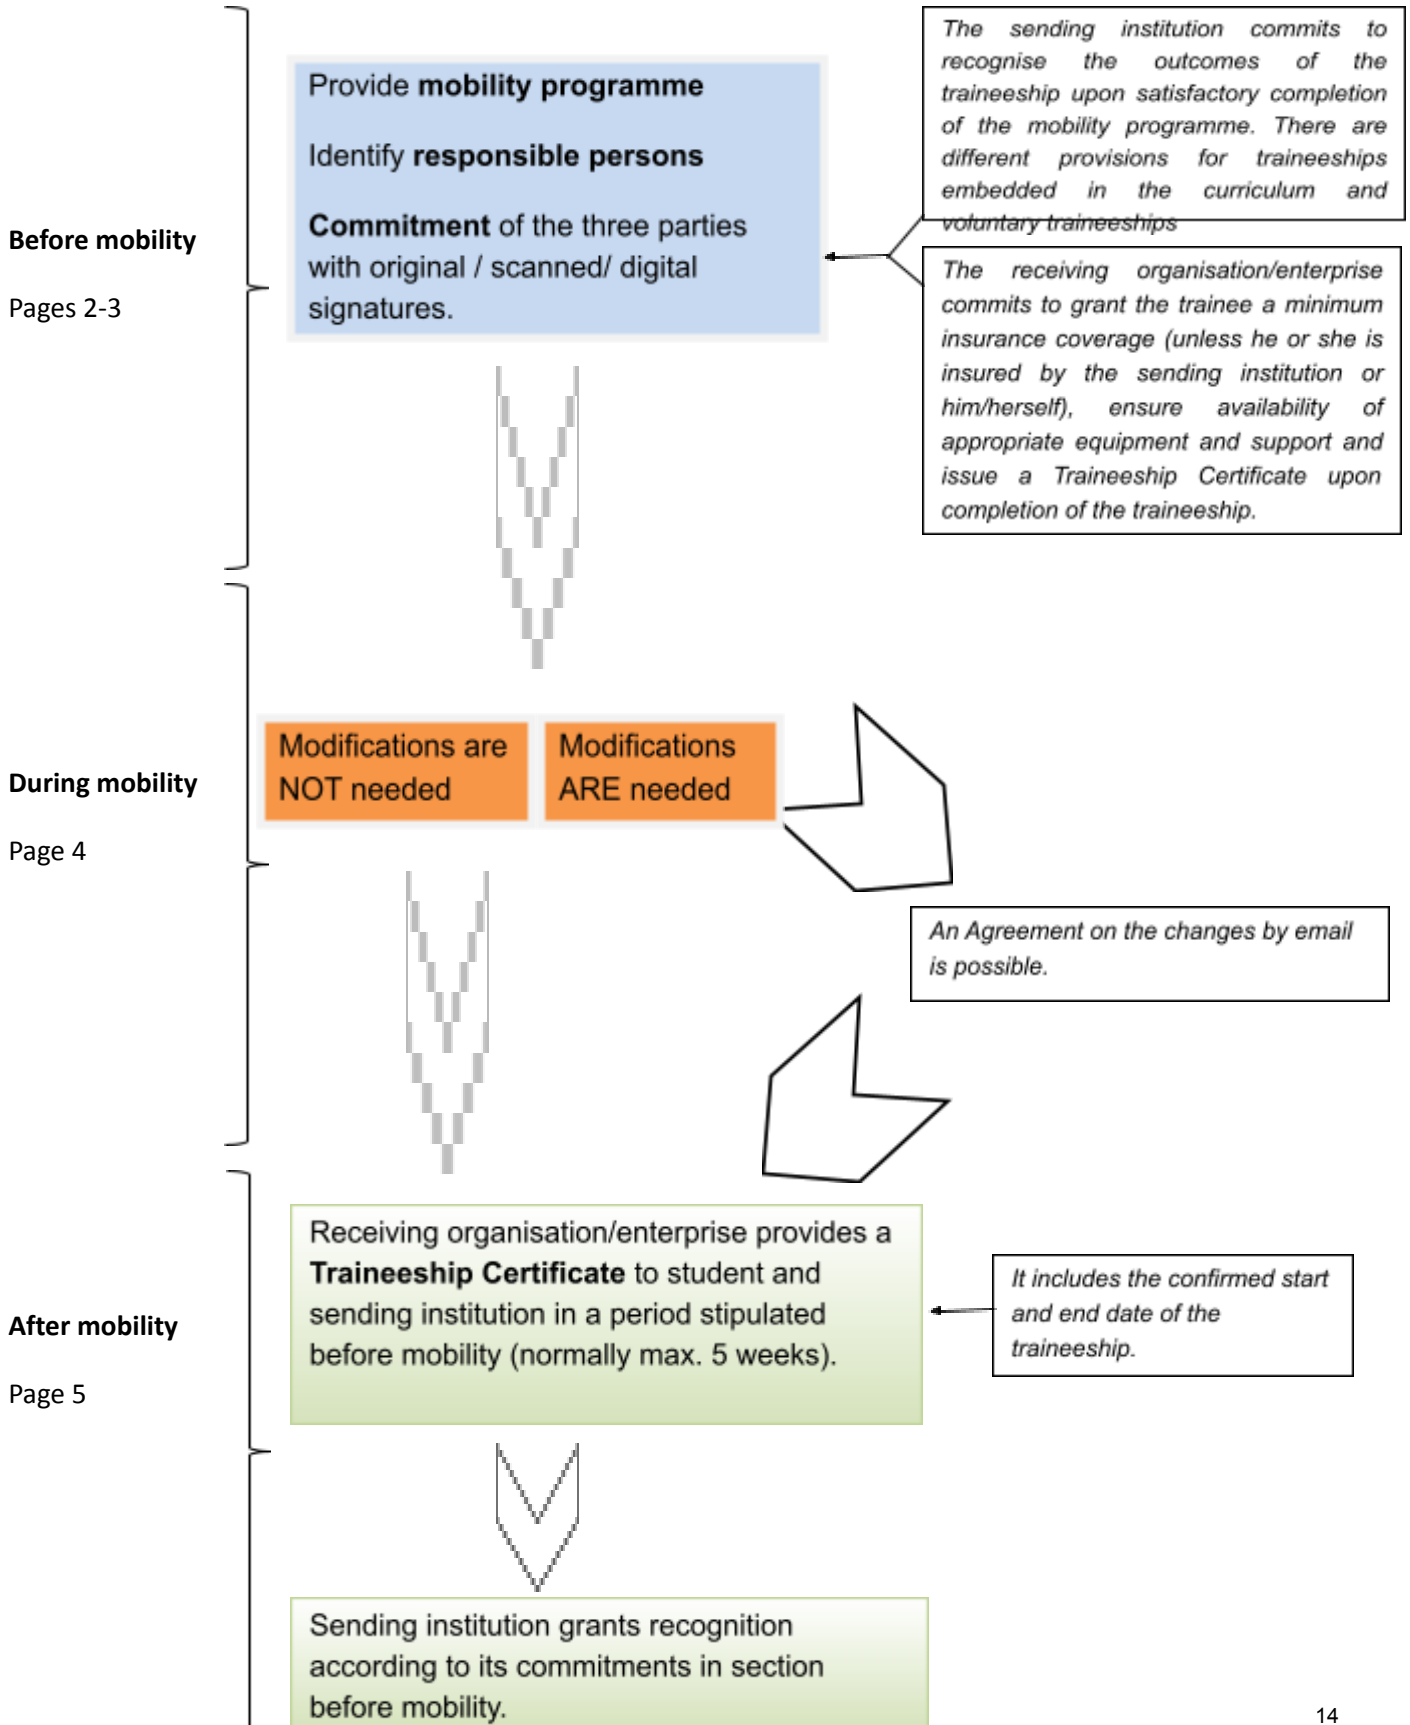 The sending institution commits to
recognise the outcomes of the
traineeship upon satisfactory completion
of the mobility programme. There are
different provisions for traineeships
embedded in the curriculum and
voluntary traineeships
Provide mobility programme
Identify responsible persons
Commitment of the three parties
with original / scanned/ digital
signatures.
Before mobility
Pages 2-3
The receiving organisation/enterprise
commits to grant the trainee a minimum
insurance coverage (unless he or she is
insured by the sending institution or
him/herself), ensure availability of
appropriate equipment and support and
issue a Traineeship Certificate upon
completion of the traineeship.
During mobility
Page 4
Modifications are
NOT needed
Modifications
ARE needed
An Agreement on the changes by email
is possible.
After mobility
Page 5
Receiving organisation/enterprise provides a
Traineeship Certificate to student and
sending institution in a period stipulated
before mobility (normally max. 5 weeks).
It includes the confirmed start
and end date of the
traineeship.
Sending institution grants recognition
according to its commitments in section
before mobility.
14